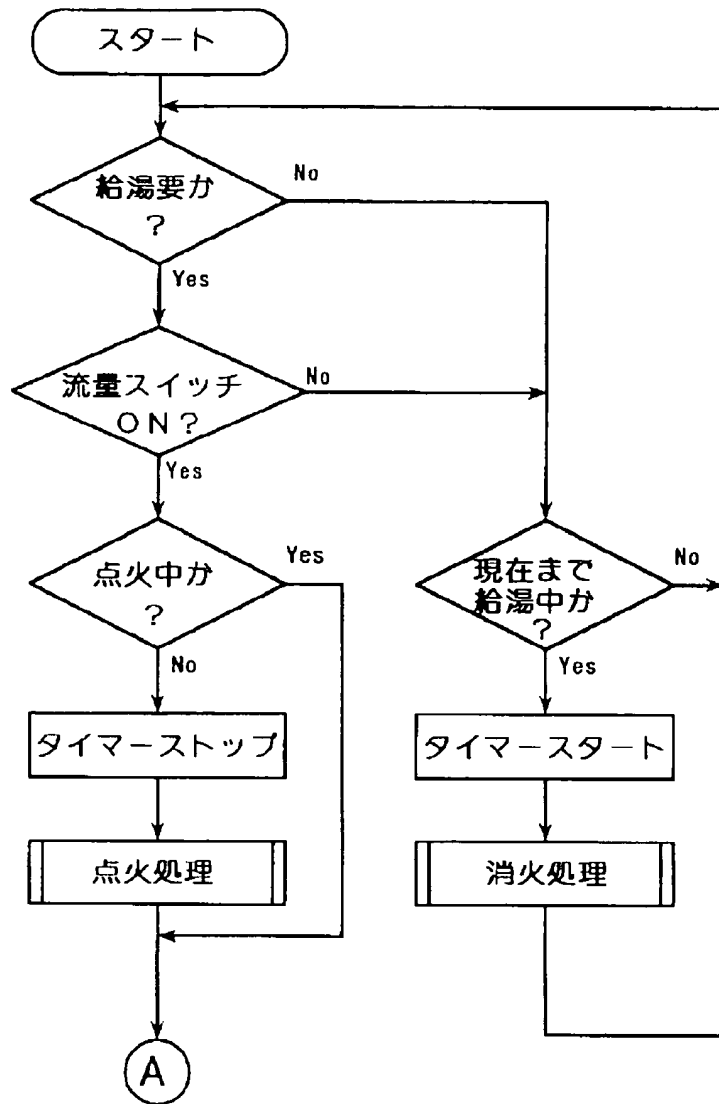 スタート
給湯要か
?
No
Yes
流量スイッチ
ON?
No
Yes
点火中か
?
Yes
No
現在まで
給湯中か
?
No
Yes
タイマーストップ
タイマースタート
点火処理
消火処理
A